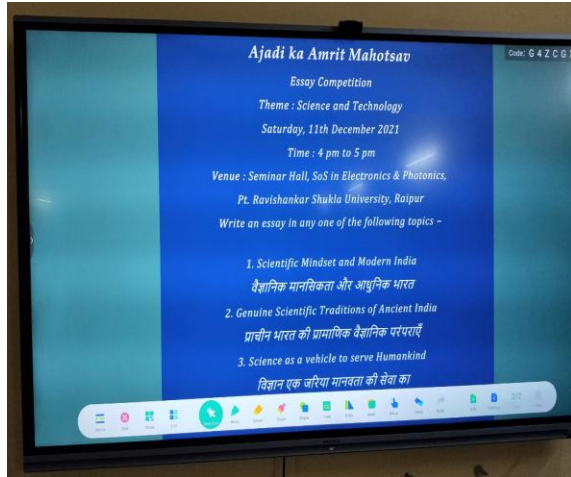 Ajadi ka Amrit Mahotsav
Code: G 4 Z C G
Essay Competition
Theme : Science and Technology
Saturday, 11th December 2021
Time : 4 pm to 5 pm
Venue : Seminar Hall, SoS in Electronics & Photonics,
Pt. Ravishankar Shukla University, Raipur
Write an essay in any one of the following topics –
1. Scientific Mindset and Modern India
वैज्ञानिक मानसिकता और आधुनिक भारत
2. Genuine Scientific Traditions of Ancient India
प्राचीन भारत की प्रामाणिक वैज्ञानिक परंपराएँ
3. Science as a vehicle to serve Humankind
विज्ञान एक जरिया मानवता की सेवा का